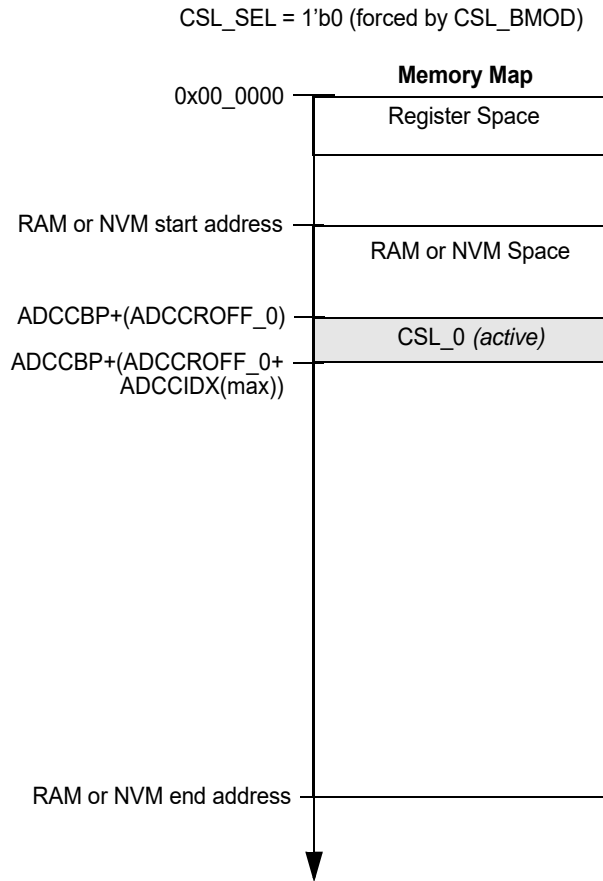 CSL_SEL = 1'b0 (forced by CSL_BMOD)
Memory Map
0x00_0000
Register Space
RAM or NVM start address
RAM or NVM Space
ADCCBP+(ADCCROFF_0)
CSL_0 (active)
ADCCBP+(ADCCROFF_0+
ADCCIDX(max))
RAM or NVM end address